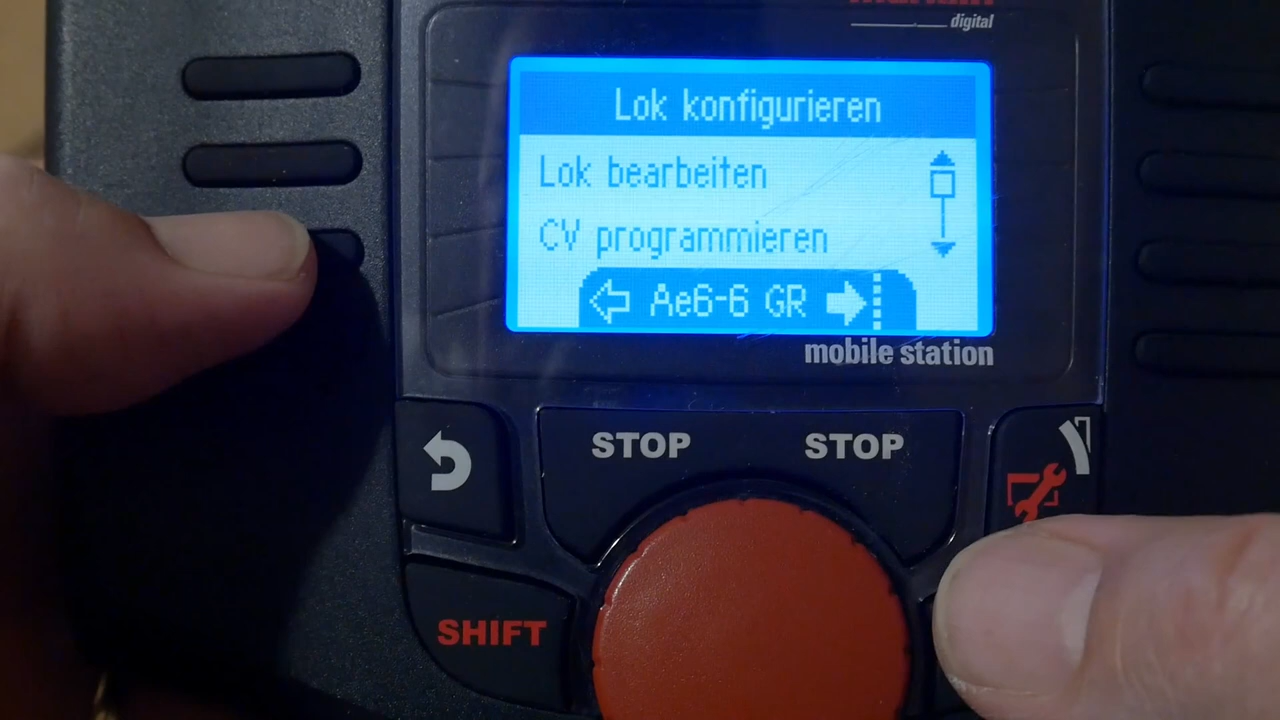 digital
Lok konfigurieren
Lok bearbeiten
CV programmieren
Ae6-6 GR
mobile station
STOP STOP
SHIFT